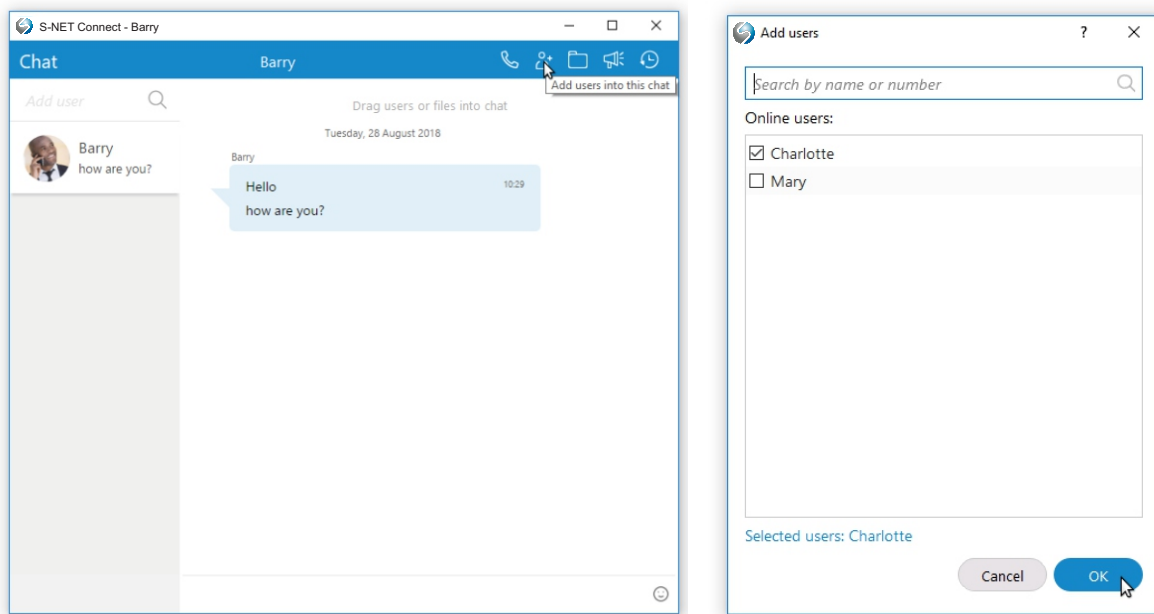 S-NET Connect - Barry
Chat
Barry
Add users into this chat
Add user
Barry
how are you?
Drag users or files into chat
Tuesday, 28 August 2018
Barry
Hello 10:29
how are you?
Add users
?
Search by name or number
Online users:
Charlotte
Mary
Selected users: Charlotte
Cancel OK